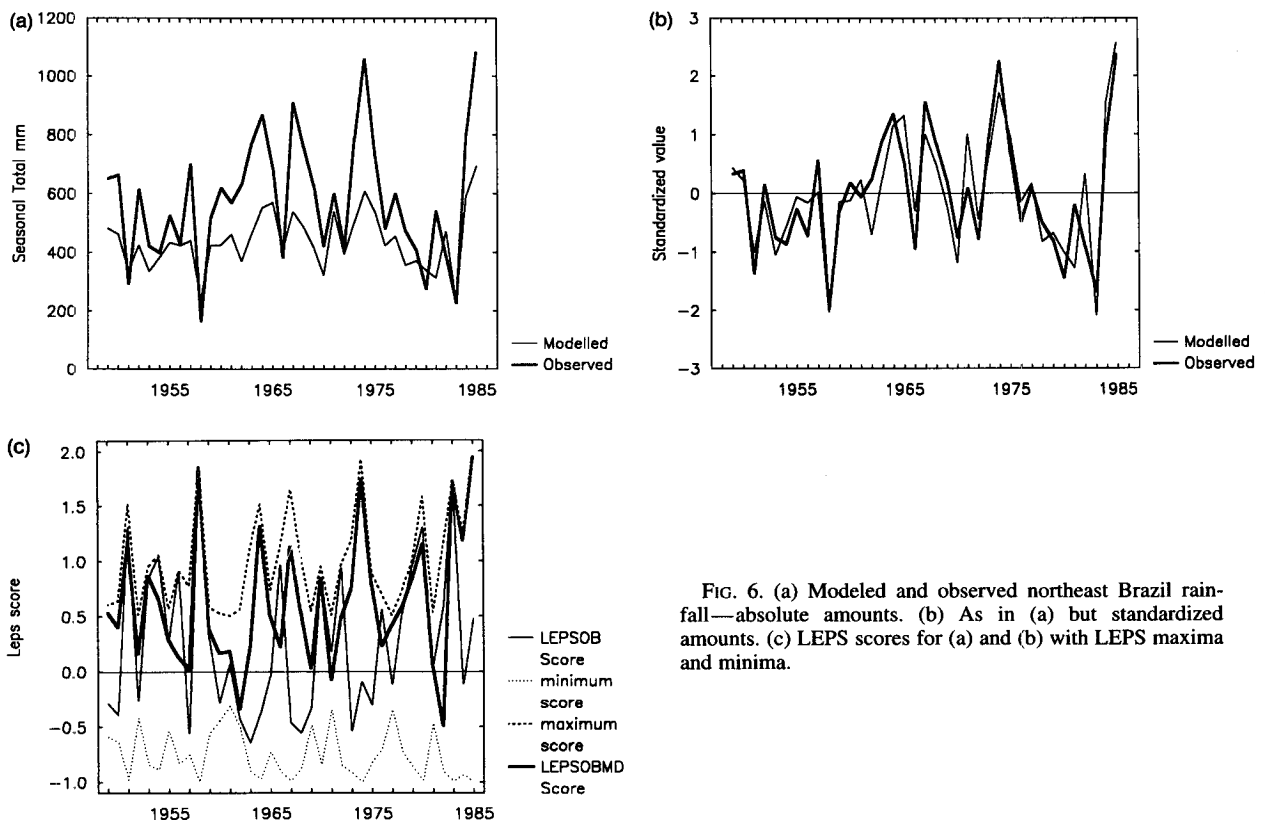 (a)
1200
1000
800
600
400
200
0
Seasonal Total mm
1955
1965
1975
1985
Modelled
Observed
(b)
3
2
1
0
−1
−2
−3
Standardized value
1955
1965
1975
1985
Modelled
Observed
(c)
2.0
1.5
1.0
0.5
0.0
−0.5
−1.0
Leps score
1955
1965
1975
1985
LEPSOB
Score
minimum
score
maximum
score
LEPSOBMD
Score
FIG. 6. (a) Modeled and observed northeast Brazil rain-
fall—absolute amounts. (b) As in (a) but standardized
amounts. (c) LEPS scores for (a) and (b) with LEPS maxima
and minima.